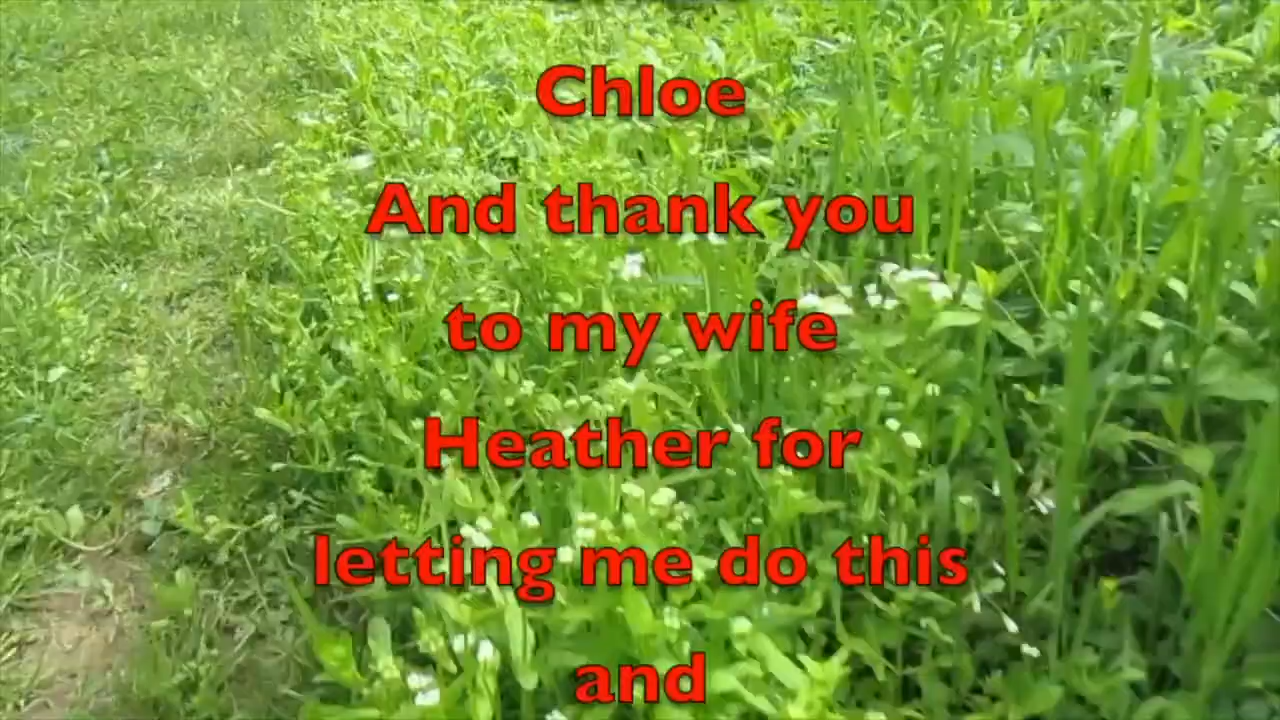 Chloe
And thank you
to my wife
Heather for
letting me do this
and